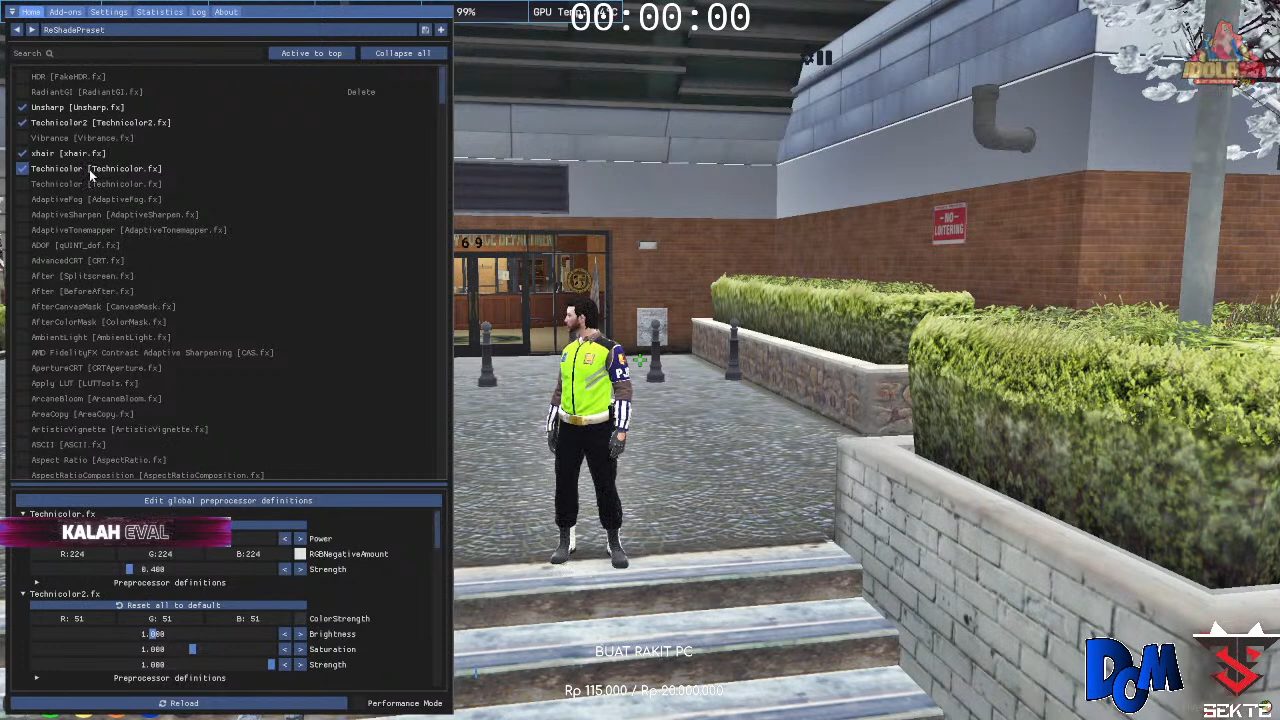 Home Add-ons Settings Statistics Log About
99%
GPU Temp:
00:00:00
ReShadePreset
Search
Active to top
Collapse all
HDR [FakeHDR.fx]
RadiantGI [RadiantGI.fx]
Delete
Unsharp [Unsharp.fx]
Technicolor2 [Technicolor2.fx]
Vibrance [Vibrance.fx]
xhair [xhair.fx]
Technicolor [Technicolor.fx]
Technicolor [Technicolor.fx]
AdaptiveFog [AdaptiveFog.fx]
AdaptiveSharpen [AdaptiveSharpen.fx]
AdaptiveTonemapper [AdaptiveTonemapper.fx]
ADOF [qUINT_dof.fx]
AdvancedCRT [CRT.fx]
After [Splitscreen.fx]
After [BeforeAfter.fx]
AfterCanvasMask [CanvasMask.fx]
AfterColorMask [ColorMask.fx]
AmbientLight [AmbientLight.fx]
AMD FidelityFX Contrast Adaptive Sharpening [CAS.fx]
ApertureCRT [CRTAperture.fx]
Apply LUT [LUTTools.fx]
ArcaneBloom [ArcaneBloom.fx]
AreaCopy [AreaCopy.fx]
ArtisticVignette [ArtisticVignette.fx]
ASCII [ASCII.fx]
Aspect Ratio [AspectRatio.fx]
AspectRatioComposition [AspectRatioComposition.fx]
Edit global preprocessor definitions
Technicolor.fx
KALAH EVAL
< > Power
R:224 G:224 B:224 RGBNegativeAmount
0.400 < > Strength
Preprocessor definitions
Technicolor2.fx
Reset all to default
R: 51 G: 51 B: 51 ColorStrength
1.000 < > Brightness
1.000 < > Saturation
1.000 < > Strength
Preprocessor definitions
Reload
Performance Mode
69
POLICE DEPARTMENT
-NO-
LOITERING
BUAT RAKIT PC
Rp 115.000 / Rp 20.000.000
DOM
SEKTE